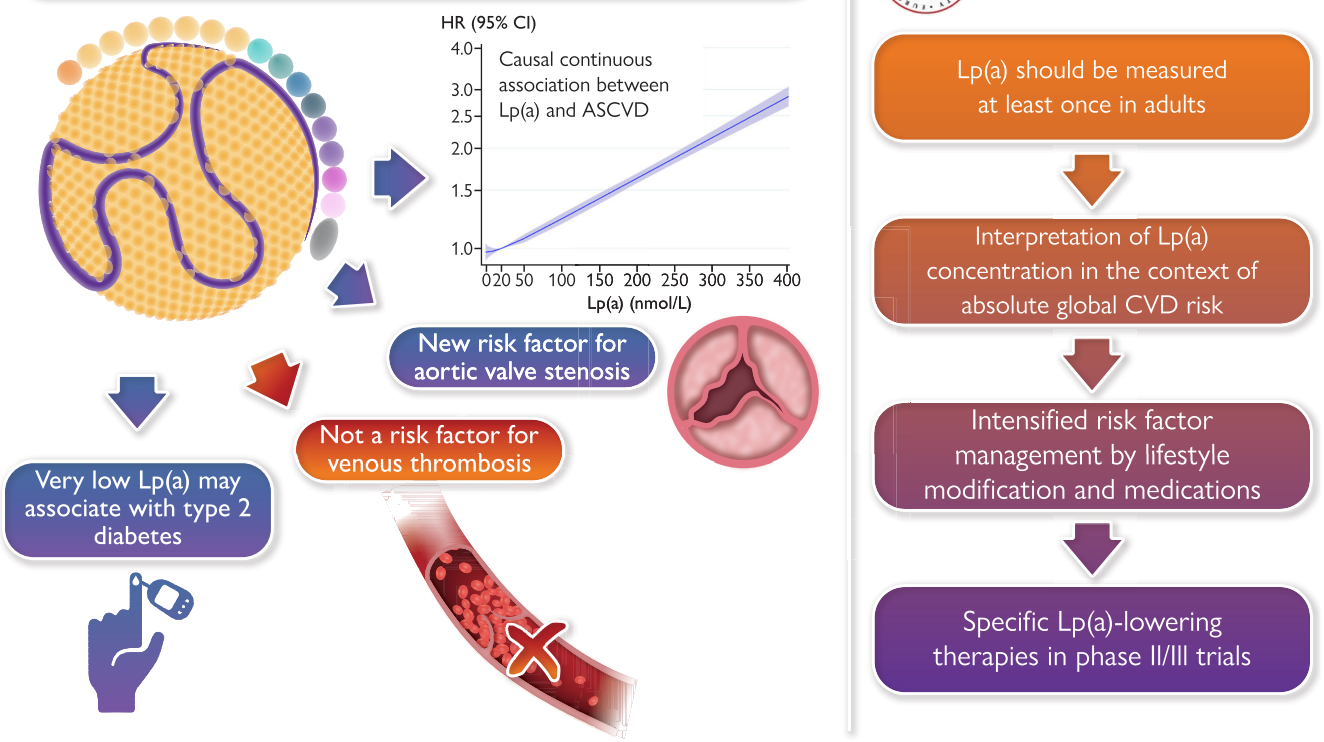 HR (95% CI)
4.0
3.0
2.5
2.0
1.5
1.0
Causal continuous
association between
Lp(a) and ASCVD
0 20 50 100 150 200 250 300 350 400
Lp(a) (nmol/L)
New risk factor for
aortic valve stenosis
Not a risk factor for
venous thrombosis
Very low Lp(a) may
associate with type 2
diabetes
Lp(a) should be measured
at least once in adults
Interpretation of Lp(a)
concentration in the context of
absolute global CVD risk
Intensified risk factor
management by lifestyle
modification and medications
Specific Lp(a)-lowering
therapies in phase II/III trials